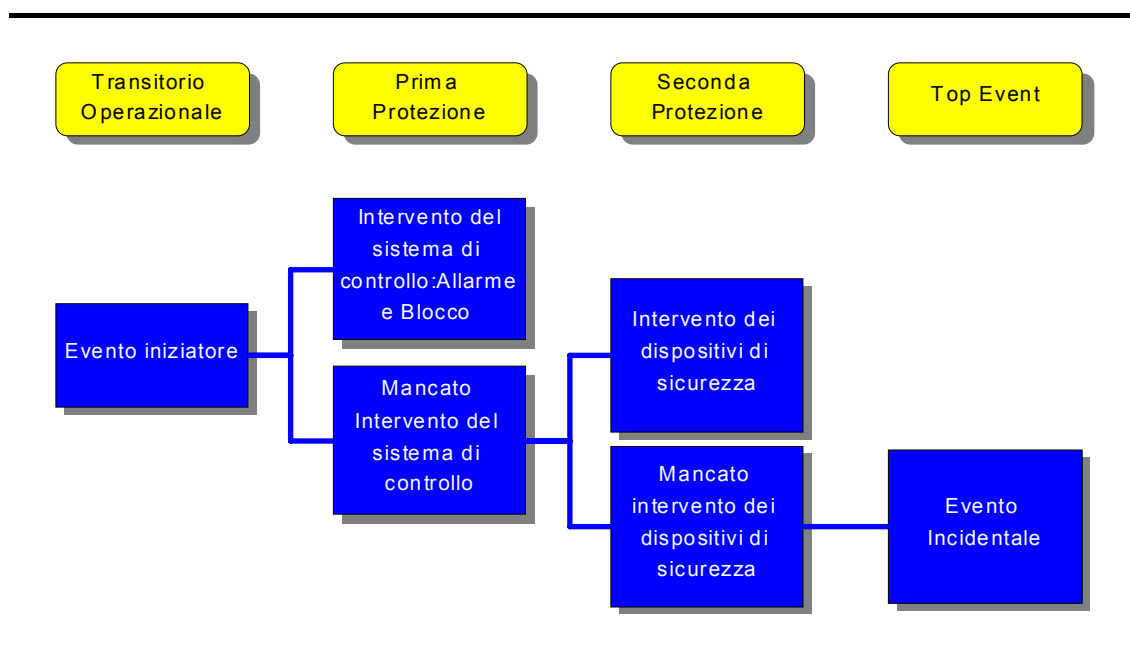 Transitorio
Operazionale
Prima
Protezione
Seconda
Protezione
Top Event
Intervento del
sistema di
controllo:Allarme
e Blocco
Evento iniziatore
Mancato
Intervento del
sistema di
controllo
Intervento dei
dispositivi di
sicurezza
Mancato
intervento dei
dispositivi di
sicurezza
Evento
Incidentale